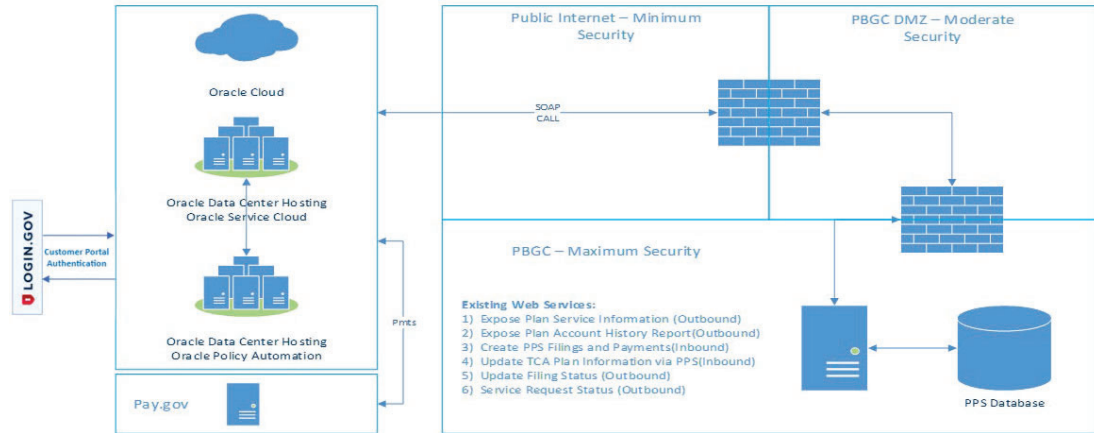 LOGIN.GOV
Customer Portal
Authentication
Oracle Cloud
Oracle Data Center Hosting
Oracle Service Cloud
Oracle Data Center Hosting
Oracle Policy Automation
Pay.gov
Pmts
Public Internet – Minimum
Security
SOAP
CALL
PBGC DMZ – Moderate
Security
PBGC – Maximum Security
Existing Web Services:
1) Expose Plan Service Information (Outbound)
2) Expose Plan Account History Report(Outbound)
3) Create PPS Filings and Payments(Inbound)
4) Update TCA Plan Information via PPS(Inbound)
5) Update Filing Status (Outbound)
6) Service Request Status (Outbound)
PPS Database